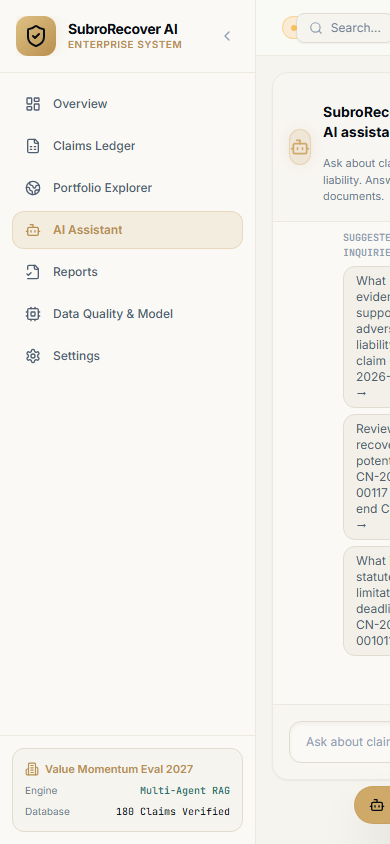 SubroRecover AI
ENTERPRISE SYSTEM
Overview
Claims Ledger
Portfolio Explorer
AI Assistant
Reports
Data Quality & Model
Settings
Value Momentum Eval 2027
Engine Multi-Agent RAG
Database 180 Claims Verified
Search...
SubroRec
AI assista
Ask about cla
liability. Answ
documents.
SUGGESTE
INQUIRIE
What
eviden
suppo
advers
liability
claim
2026-
→
Review
recove
potent
CN-20
00117
end C
→
What
statut
limitat
deadli
CN-20
001011
Ask about clair